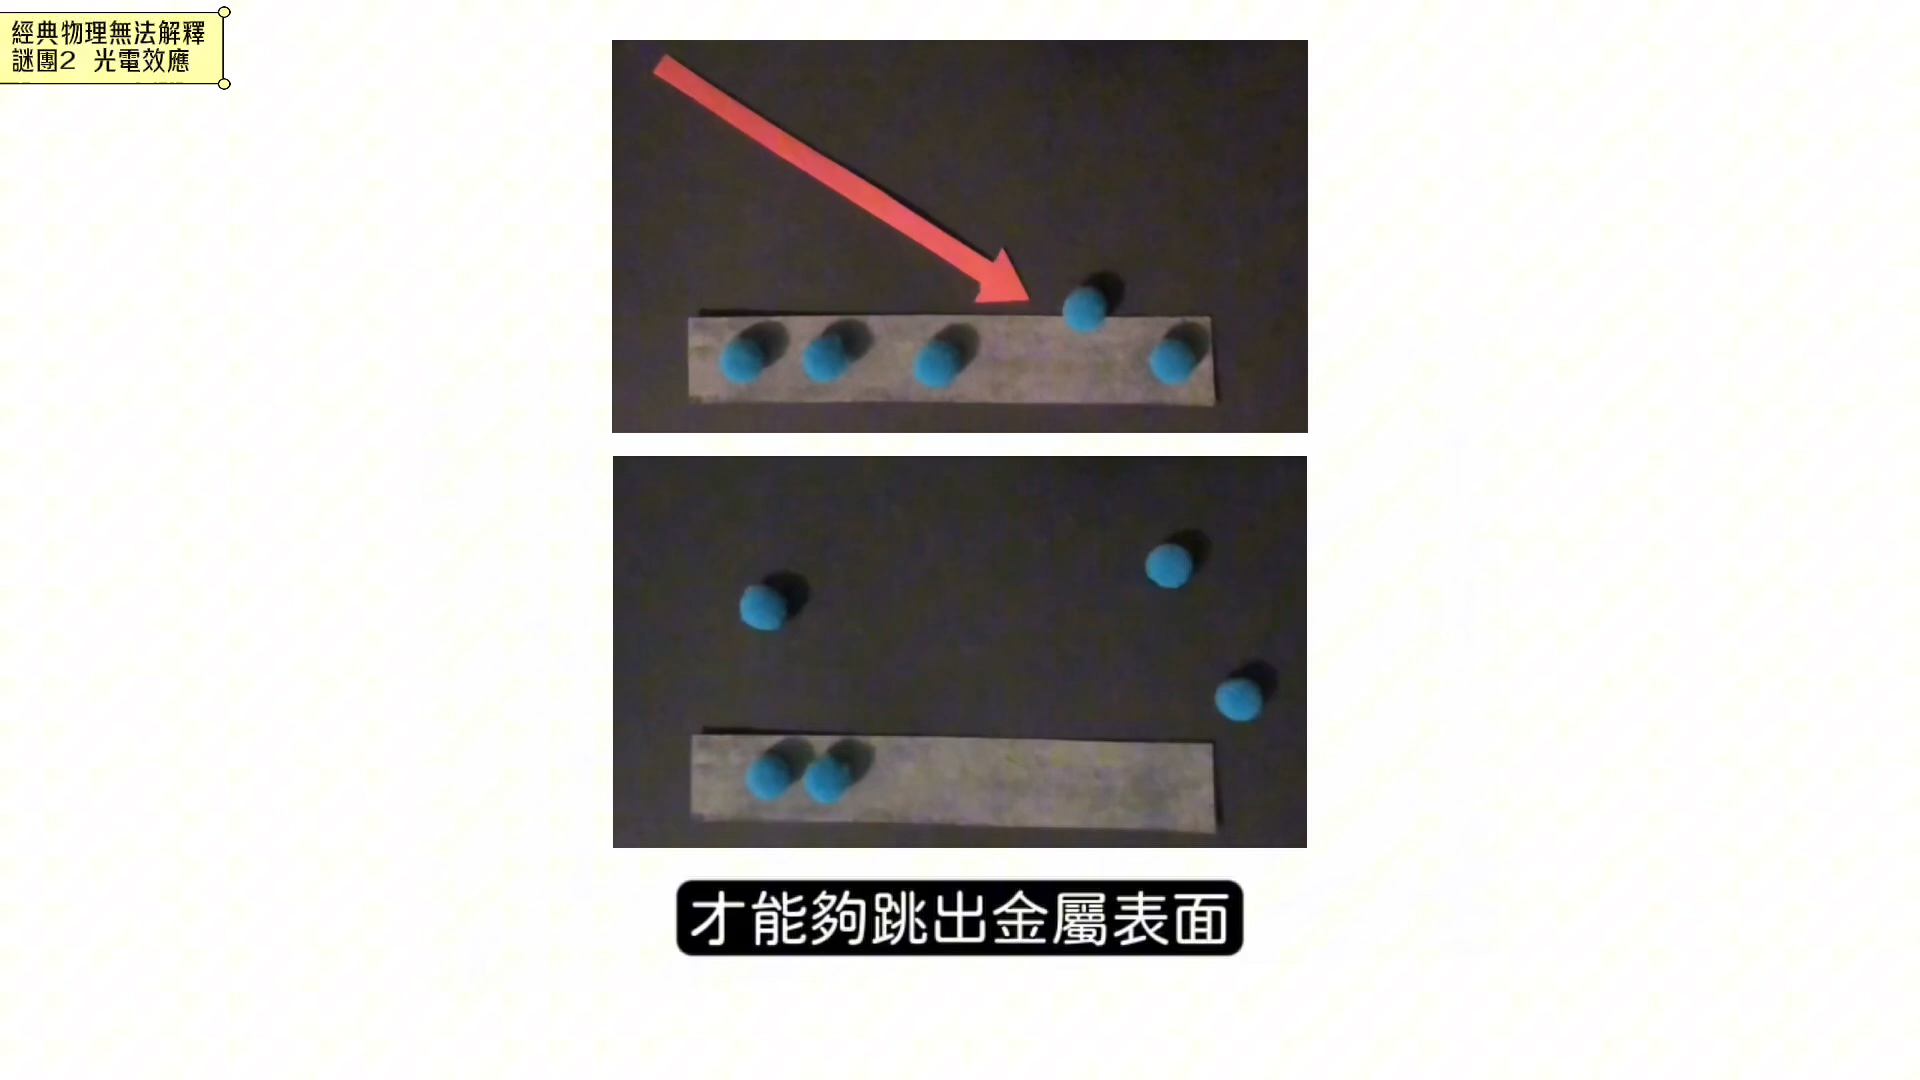 經典物理無法解釋
謎團2 光電效應
才能夠跳出金屬表面